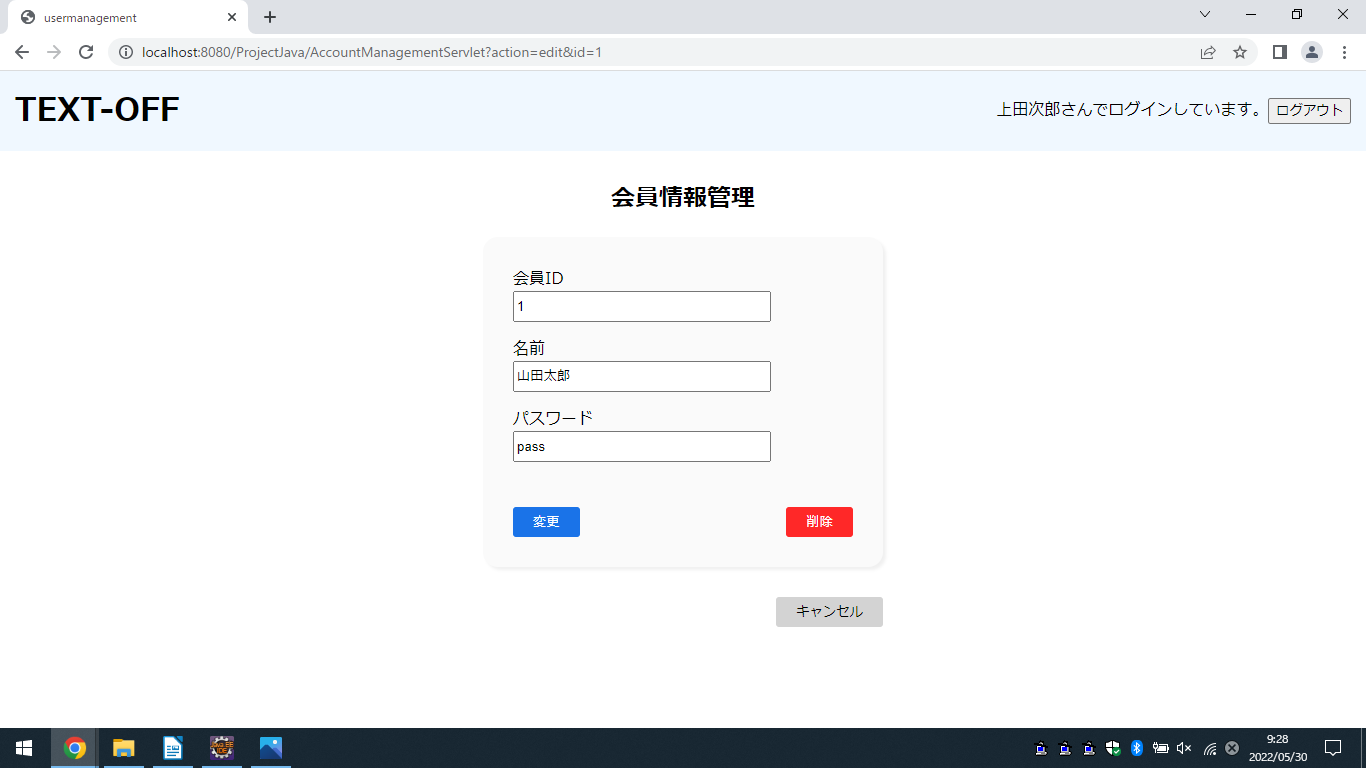 usermanagement
localhost:8080/ProjectJava/AccountManagementServlet?action=edit&id=1
TEXT-OFF
上田次郎さんでログインしています。 ログアウト
会員情報管理
会員ID
1
名前
山田太郎
パスワード
pass
変更 削除
キャンセル
9:28
2022/05/30